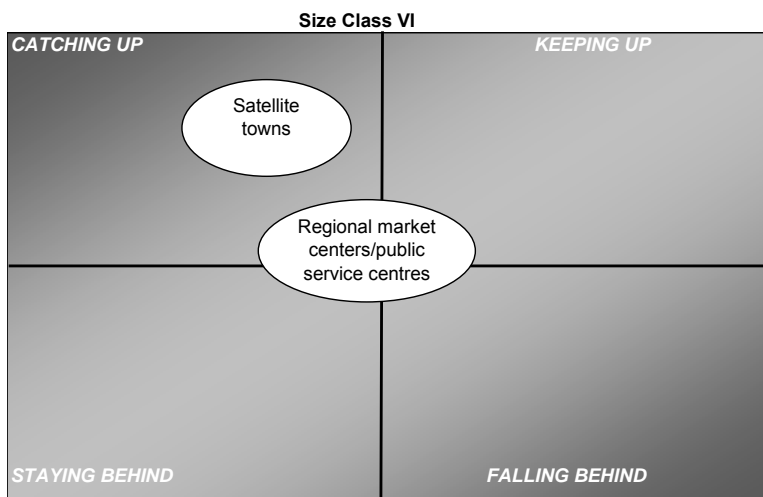 Size Class VI
CATCHING UP
KEEPING UP
Satellite
towns
Regional market
centers/public
service centres
STAYING BEHIND
FALLING BEHIND